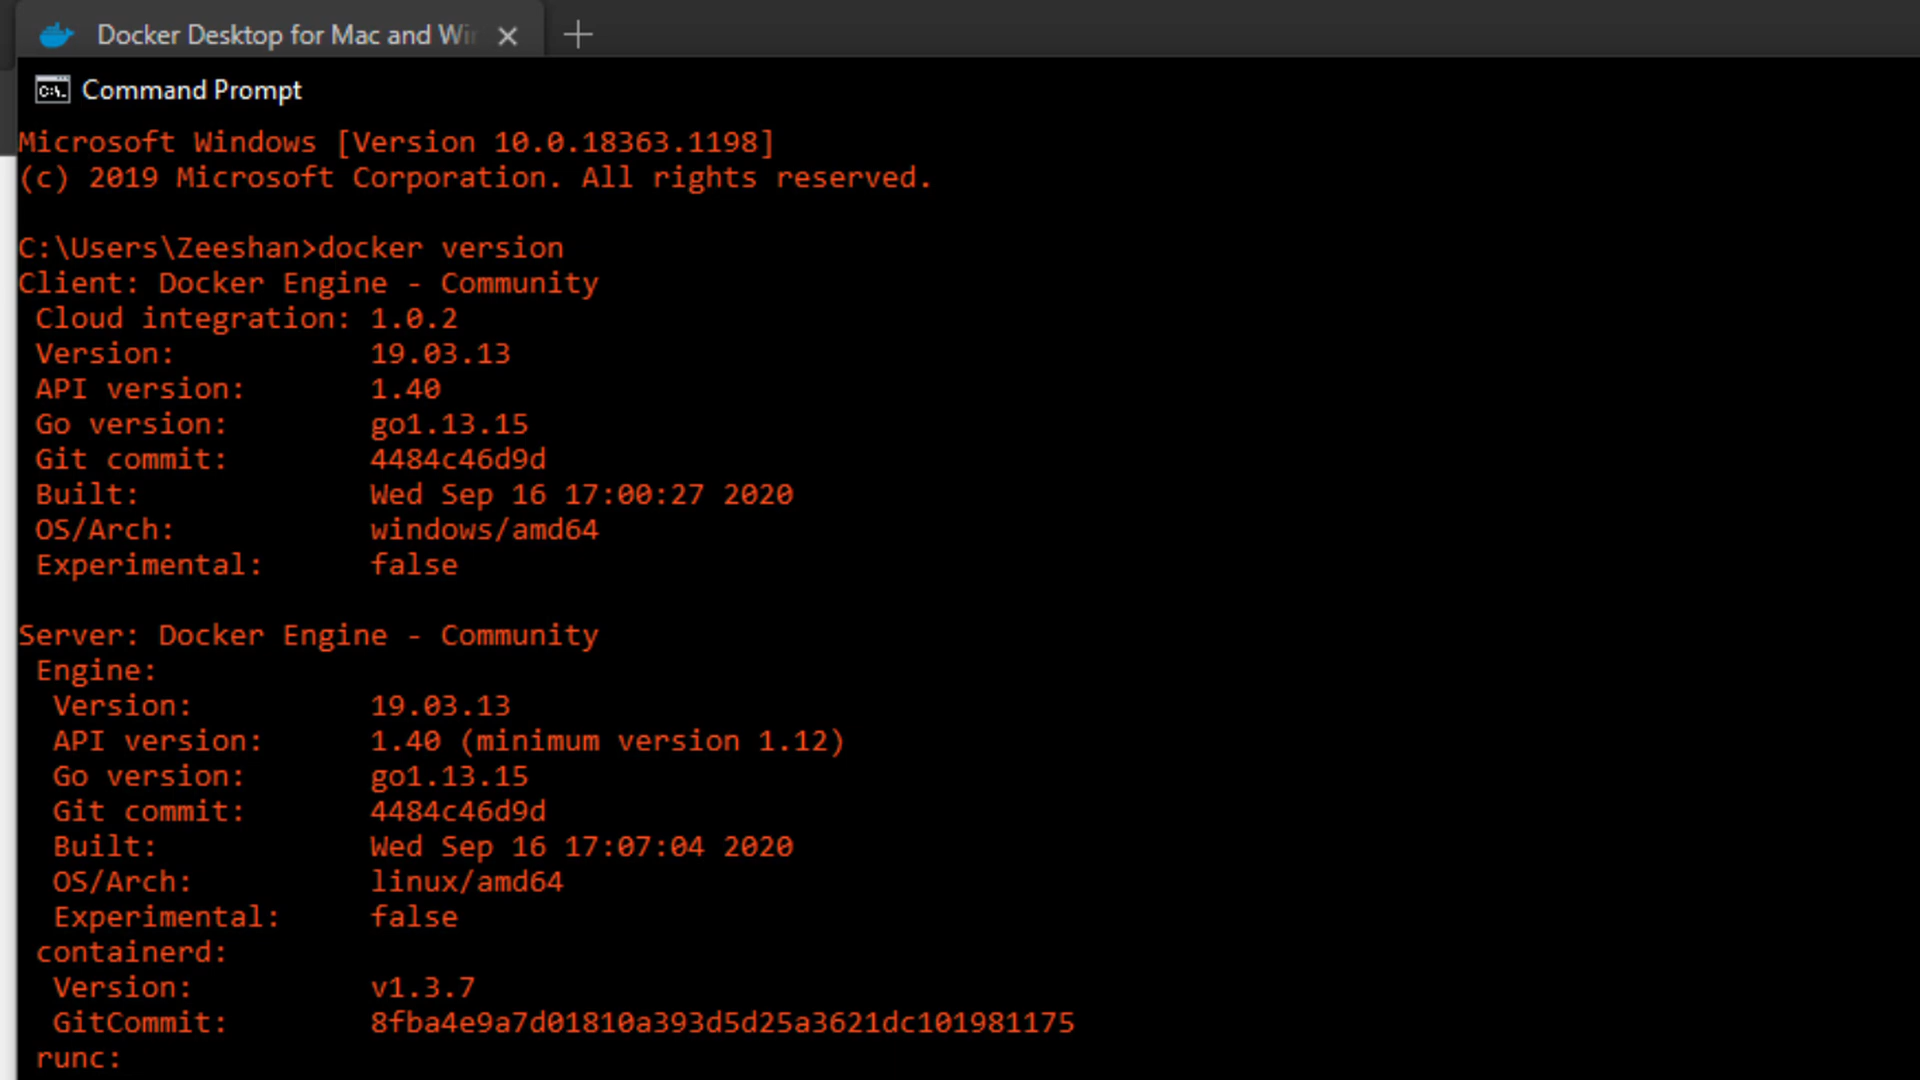 Docker Desktop for Mac and Win
Command Prompt
Microsoft Windows [Version 10.0.18363.1198]
(c) 2019 Microsoft Corporation. All rights reserved.
C:\Users\Zeeshan>docker version
Client: Docker Engine - Community
Cloud integration: 1.0.2
Version: 19.03.13
API version: 1.40
Go version: go1.13.15
Git commit: 4484c46d9d
Built: Wed Sep 16 17:00:27 2020
OS/Arch: windows/amd64
Experimental: false
Server: Docker Engine - Community
Engine:
Version: 19.03.13
API version: 1.40 (minimum version 1.12)
Go version: go1.13.15
Git commit: 4484c46d9d
Built: Wed Sep 16 17:07:04 2020
OS/Arch: linux/amd64
Experimental: false
containerd:
Version: v1.3.7
GitCommit: 8fba4e9a7d01810a393d5d25a3621dc101981175
runc: